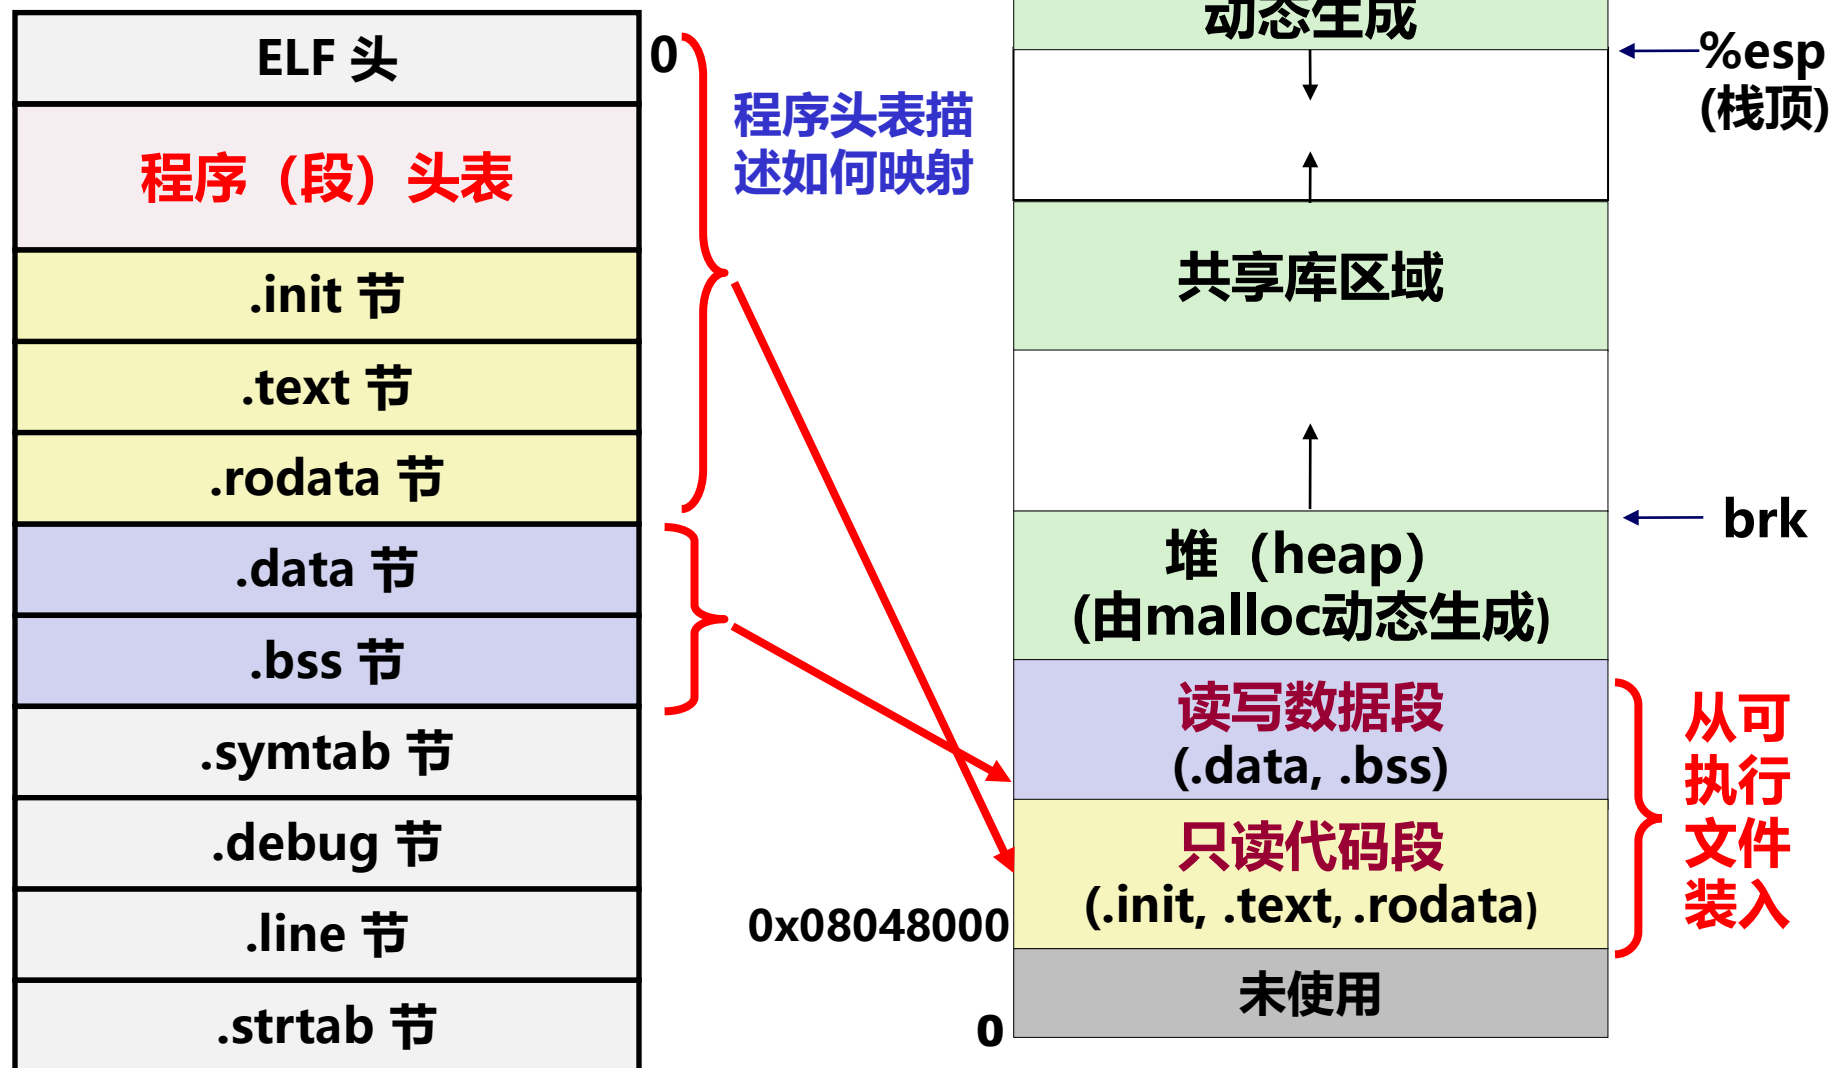 ELF 头
0
程序（段）头表
.init 节
.text 节
.rodata 节
.data 节
.bss 节
.symtab 节
.debug 节
.line 节
.strtab 节
程序头表描
述如何映射
动态生成
%esp
(栈顶)
共享库区域
brk
堆（heap）
(由malloc动态生成)
读写数据段
(.data, .bss)
只读代码段
(.init, .text, .rodata)
0x08048000
未使用
0
从可
执行
文件
装入